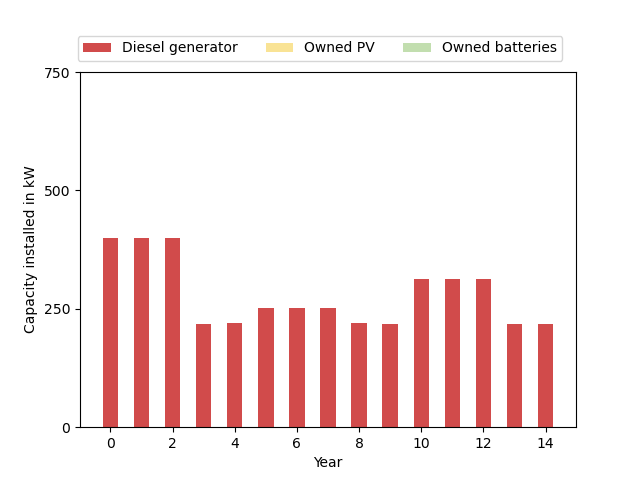 Diesel generator Owned PV Owned batteries
750
500
250
0
Capacity installed in kW
0 2 4 6 8 10 12 14
Year